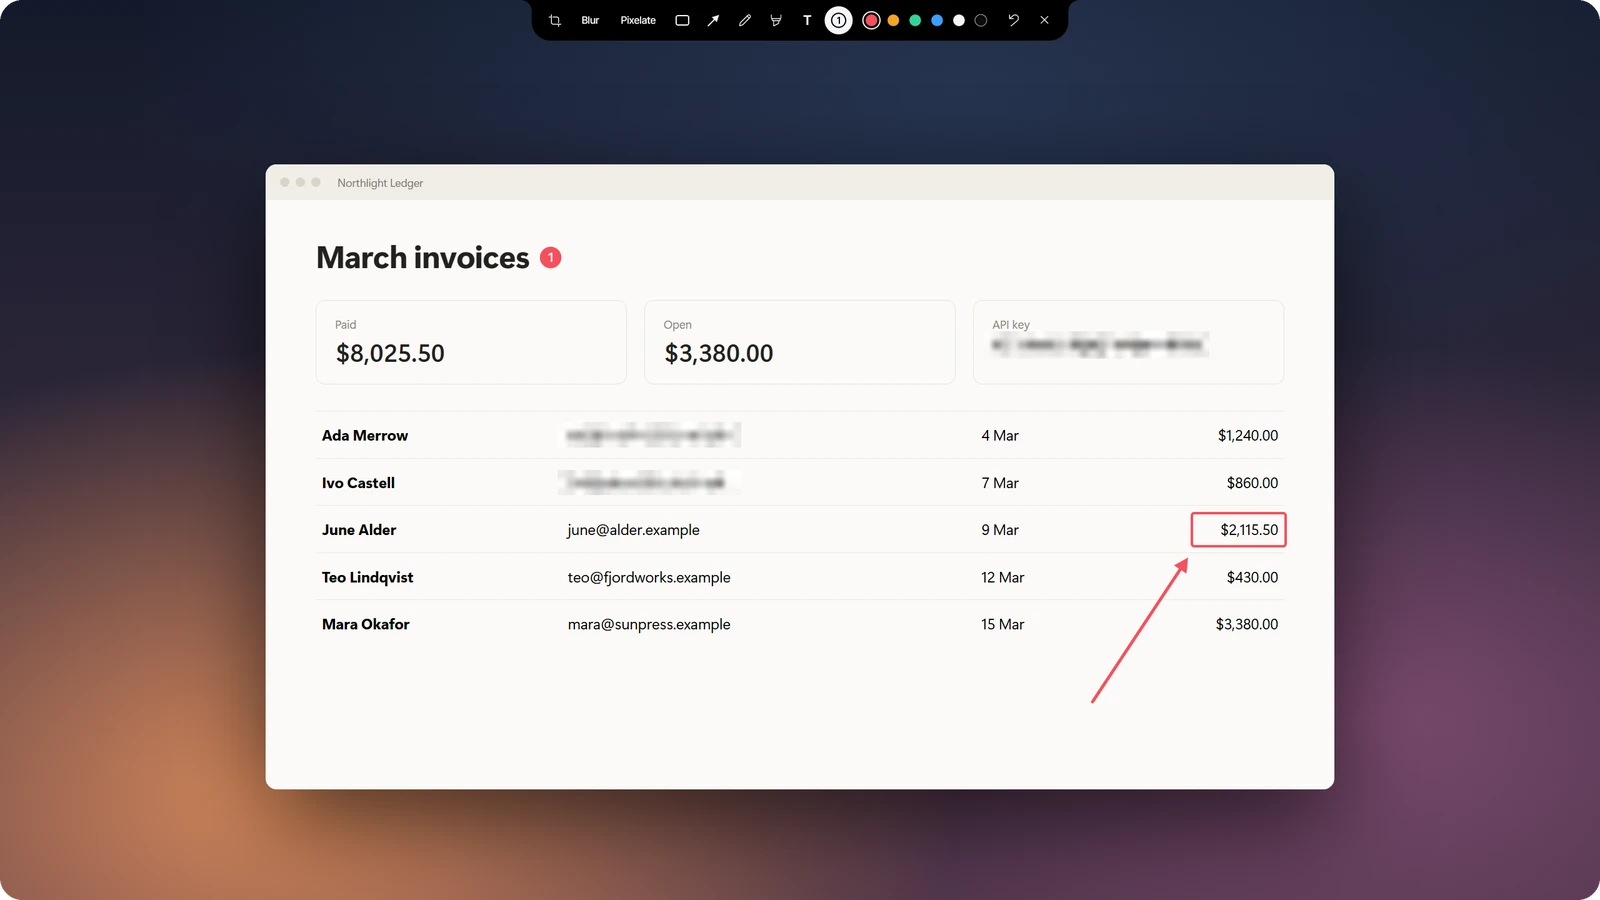 Blur Pixelate T 1
Northlight Ledger
March invoices 1
Paid
$8,025.50
Open
$3,380.00
API key
Ada Merrow 4 Mar $1,240.00
Ivo Castell 7 Mar $860.00
June Alder june@alder.example 9 Mar $2,115.50
Teo Lindqvist teo@fjordworks.example 12 Mar $430.00
Mara Okafor mara@sunpress.example 15 Mar $3,380.00